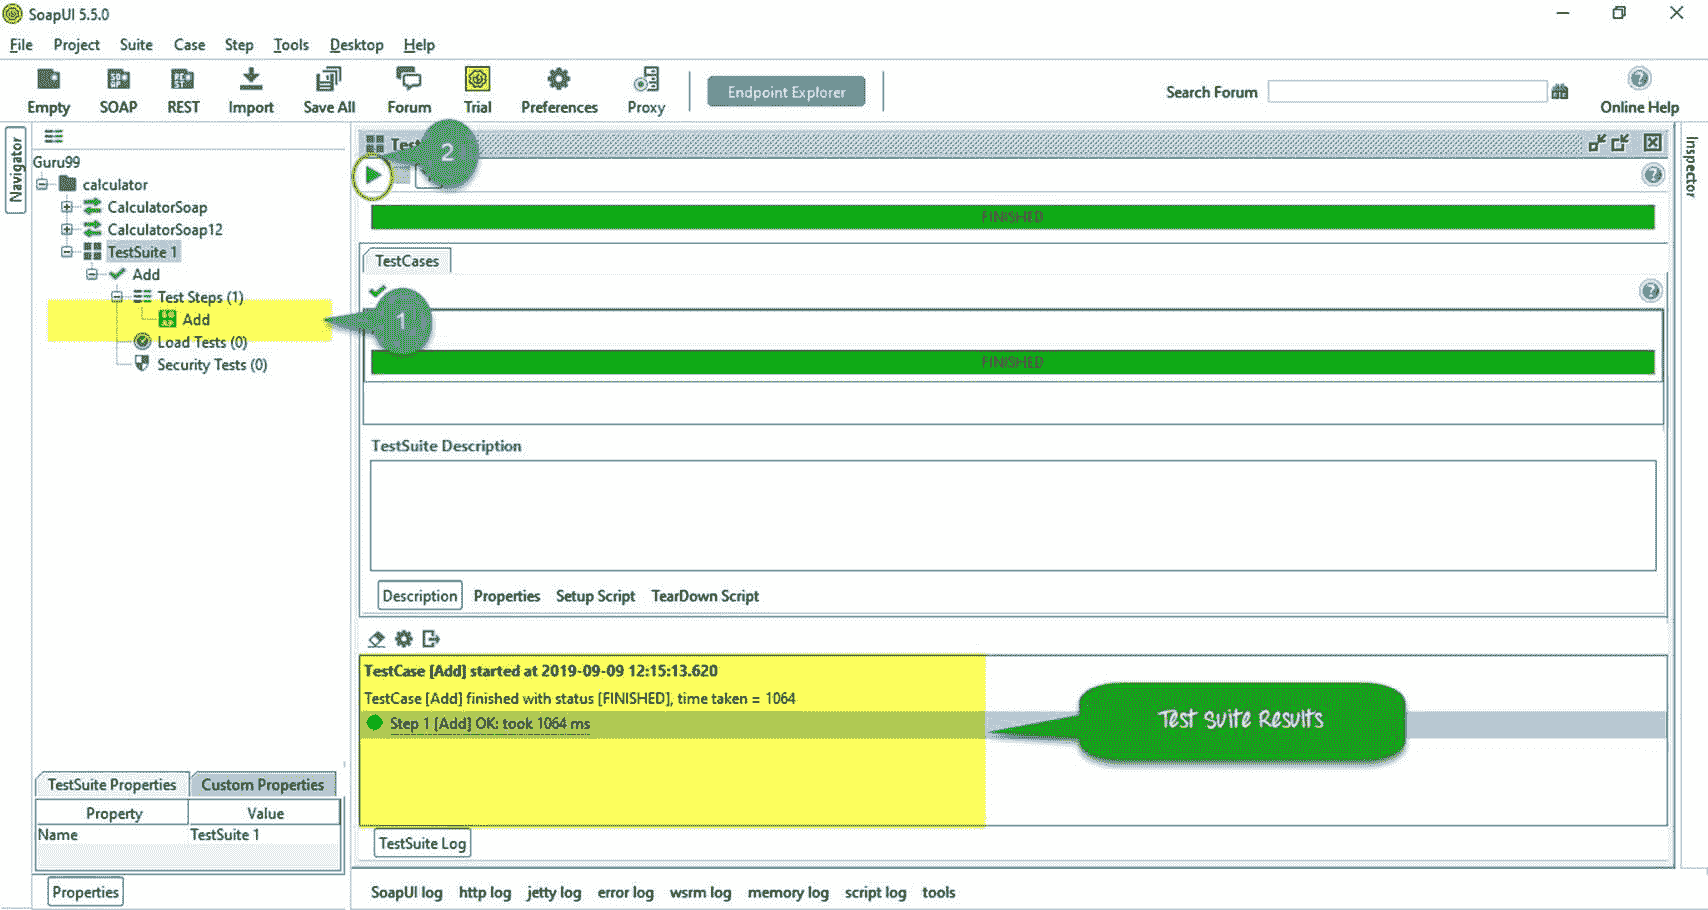 SoapUI 5.5.0
File Project Suite Case Step Tools Desktop Help
Empty SOAP REST Import Save All Forum Trial Preferences Proxy Endpoint Explorer Search Forum Online Help
Navigator
Inspector
Guru99
calculator
CalculatorSoap
CalculatorSoap12
TestSuite 1
Add
Test Steps (1)
Add
Load Tests (0)
Security Tests (0)
2
FINISHED
TestCases
1
FINISHED
TestSuite Description
Description Properties Setup Script TearDown Script
TestCase [Add] started at 2019-09-09 12:15:13.620
TestCase [Add] finished with status [FINISHED], time taken = 1064
Step 1 [Add] OK: took 1064 ms
Test Suite Results
TestSuite Log
TestSuite Properties Custom Properties
Property Value
Name TestSuite 1
Properties
SoapUI log http log jetty log error log wsrm log memory log script log tools